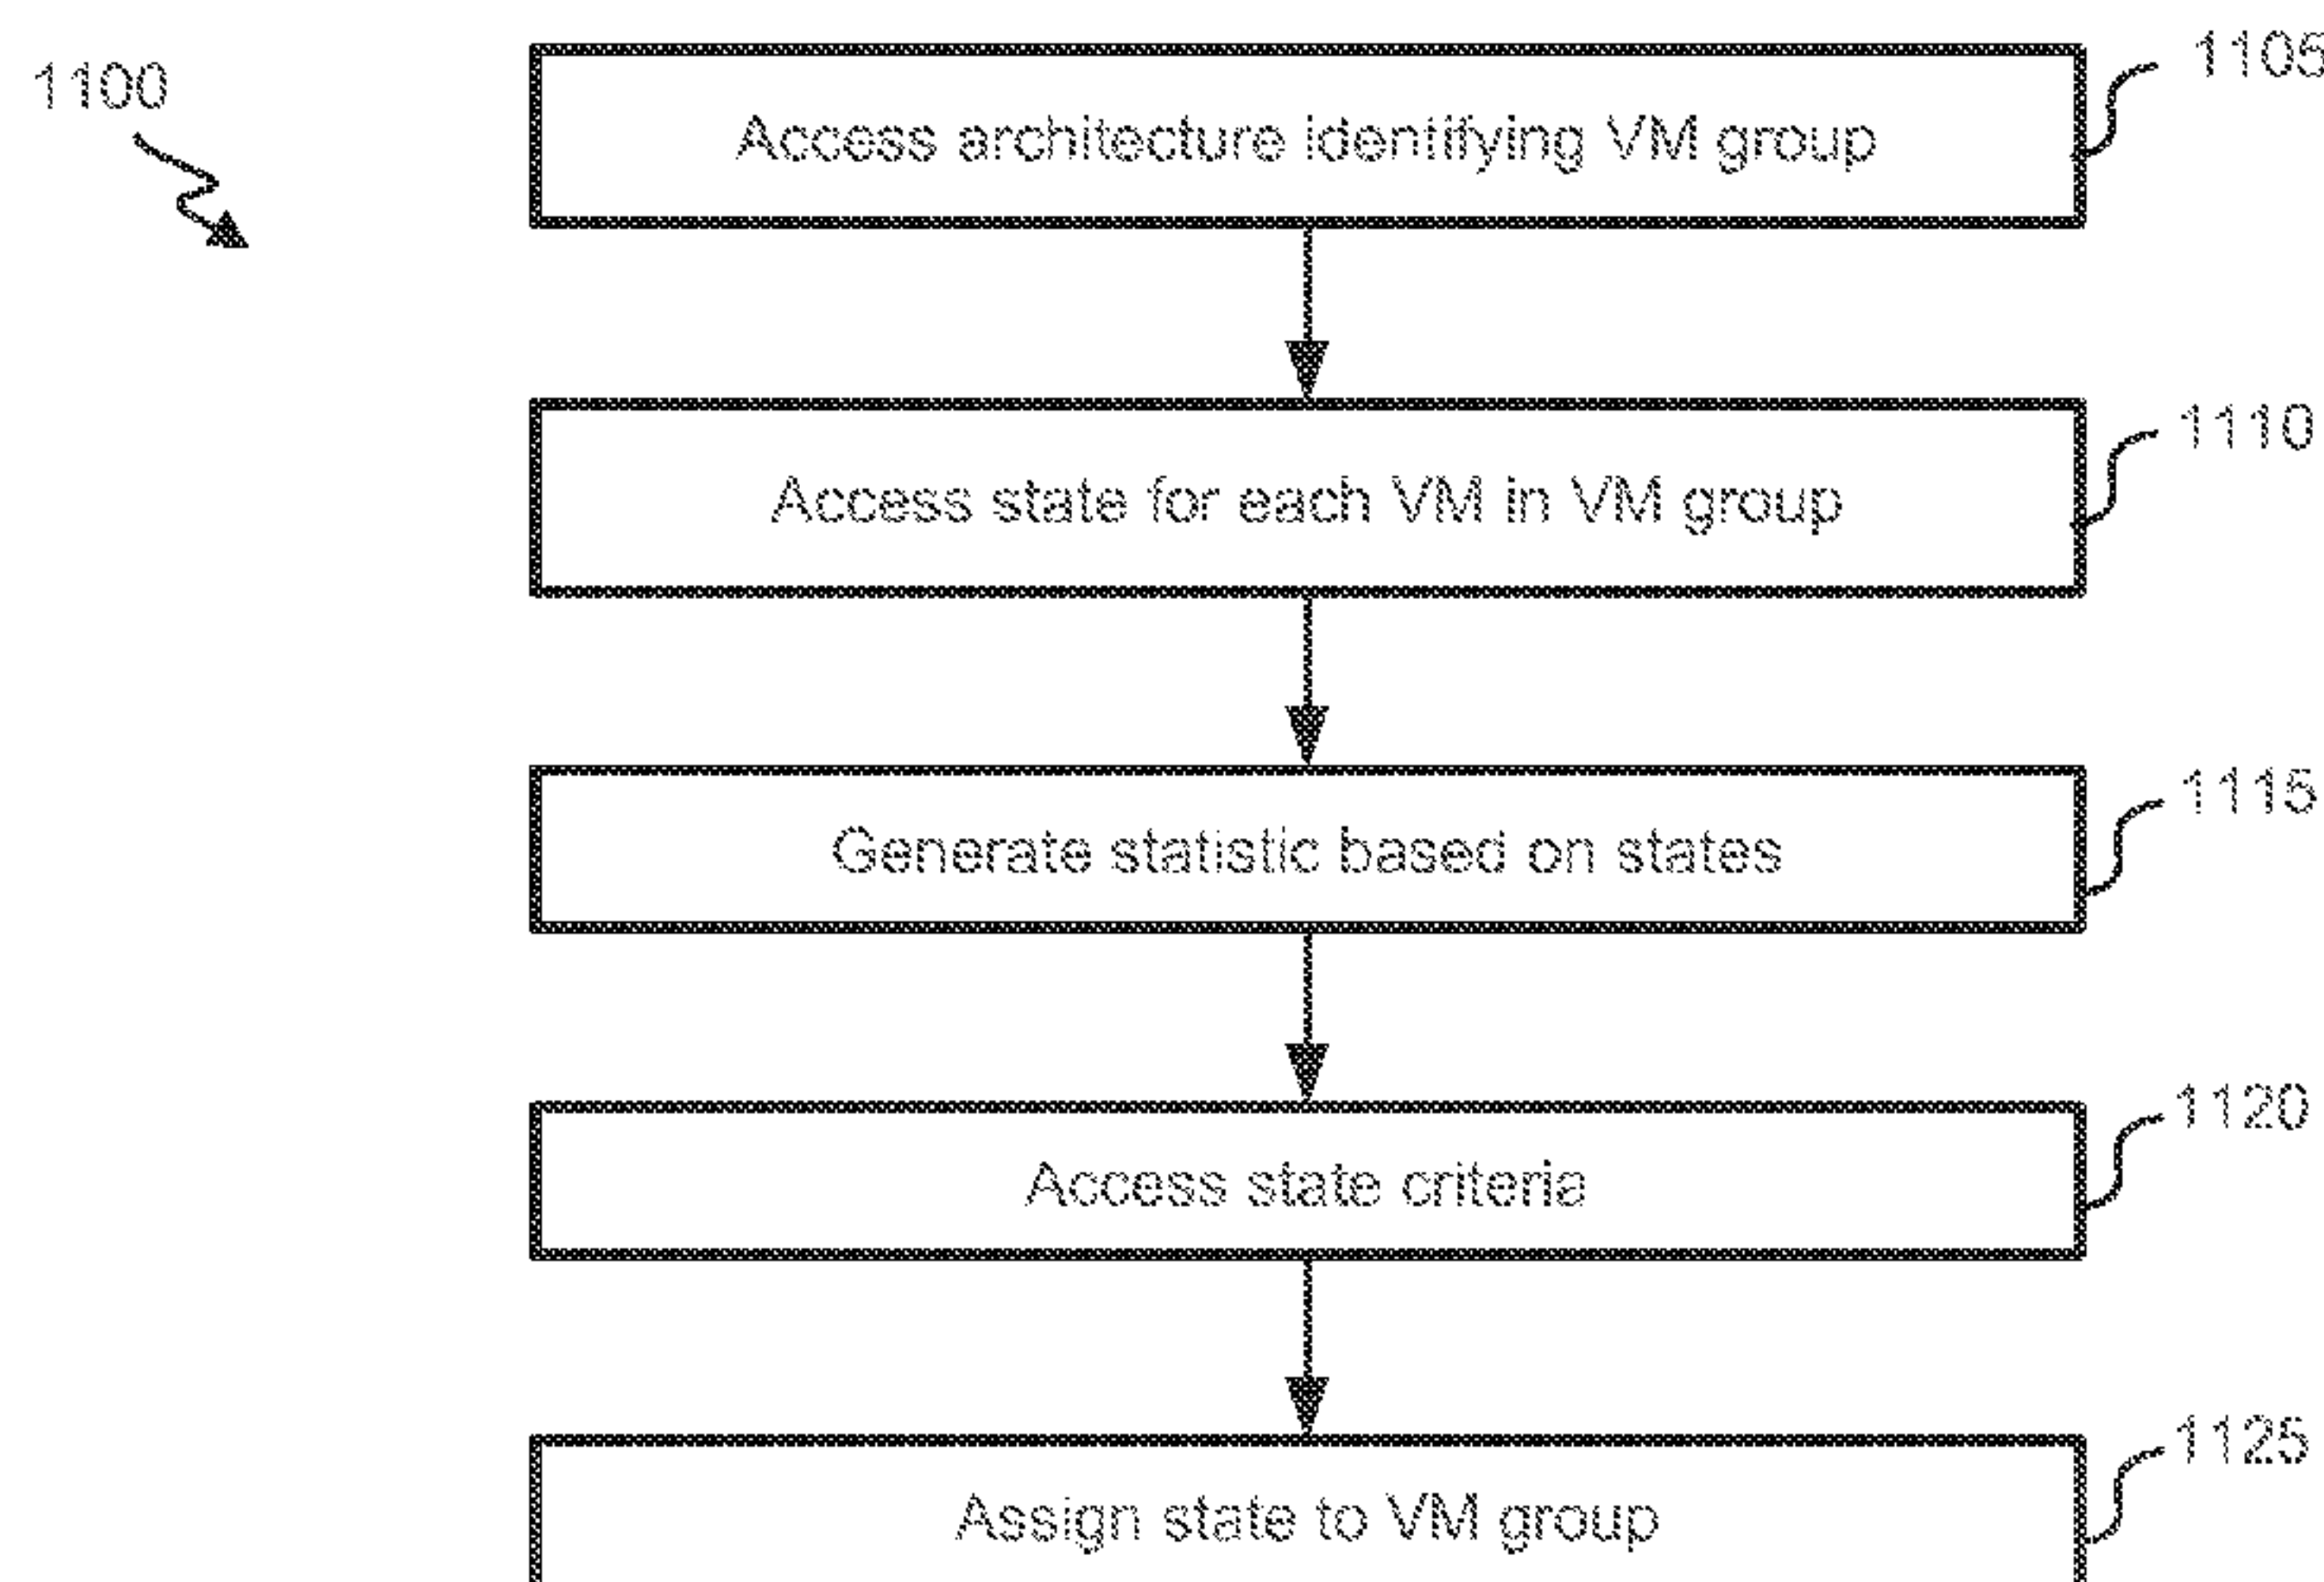 1100
Access architecture identifying VM group
1105
Access state for each VM in VM group
1110
Generate statistic based on states
1115
Access state criteria
1120
Assign state to VM group
1125